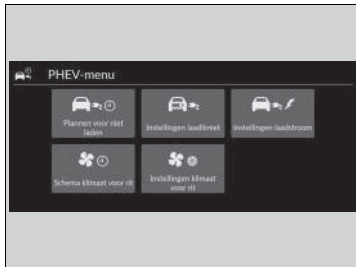 PHEV-menu
Plannen voor niet
laden
Instellingen laadlimiet
Instellingen laadstroom
Schema klimaat voor rit
Instellingen klimaat
voor rit